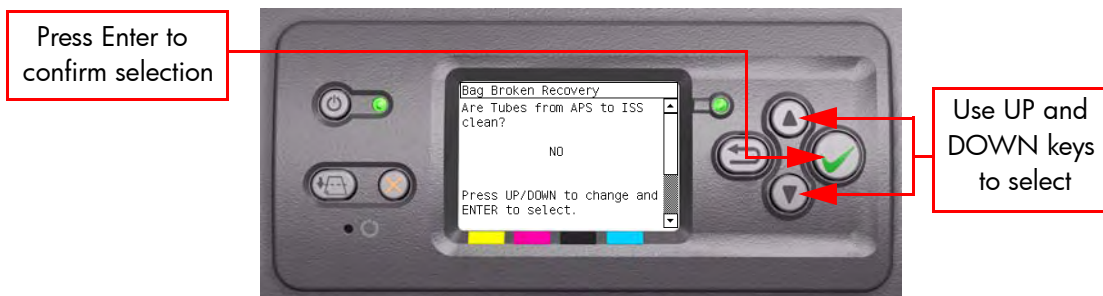 Press Enter to
confirm selection
Bag Broken Recovery
Are Tubes from APS to ISS
clean?
NO
Press UP/DOWN to change and
ENTER to select.
Use UP and
DOWN keys
to select